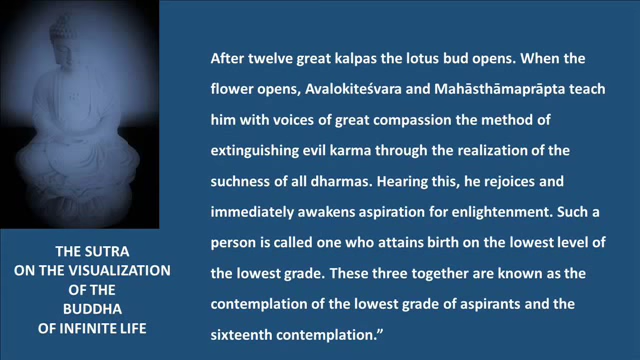 After twelve great kalpas the lotus bud opens. When the
flower opens, Avalokiteśvara and Mahāsthāmaprāpta teach
him with voices of great compassion the method of
extinguishing evil karma through the realization of the
suchness of all dharmas. Hearing this, he rejoices and
immediately awakens aspiration for enlightenment. Such a
person is called one who attains birth on the lowest level of
the lowest grade. These three together are known as the
contemplation of the lowest grade of aspirants and the
sixteenth contemplation.”
THE SUTRA
ON THE VISUALIZATION
OF THE
BUDDHA
OF INFINITE LIFE